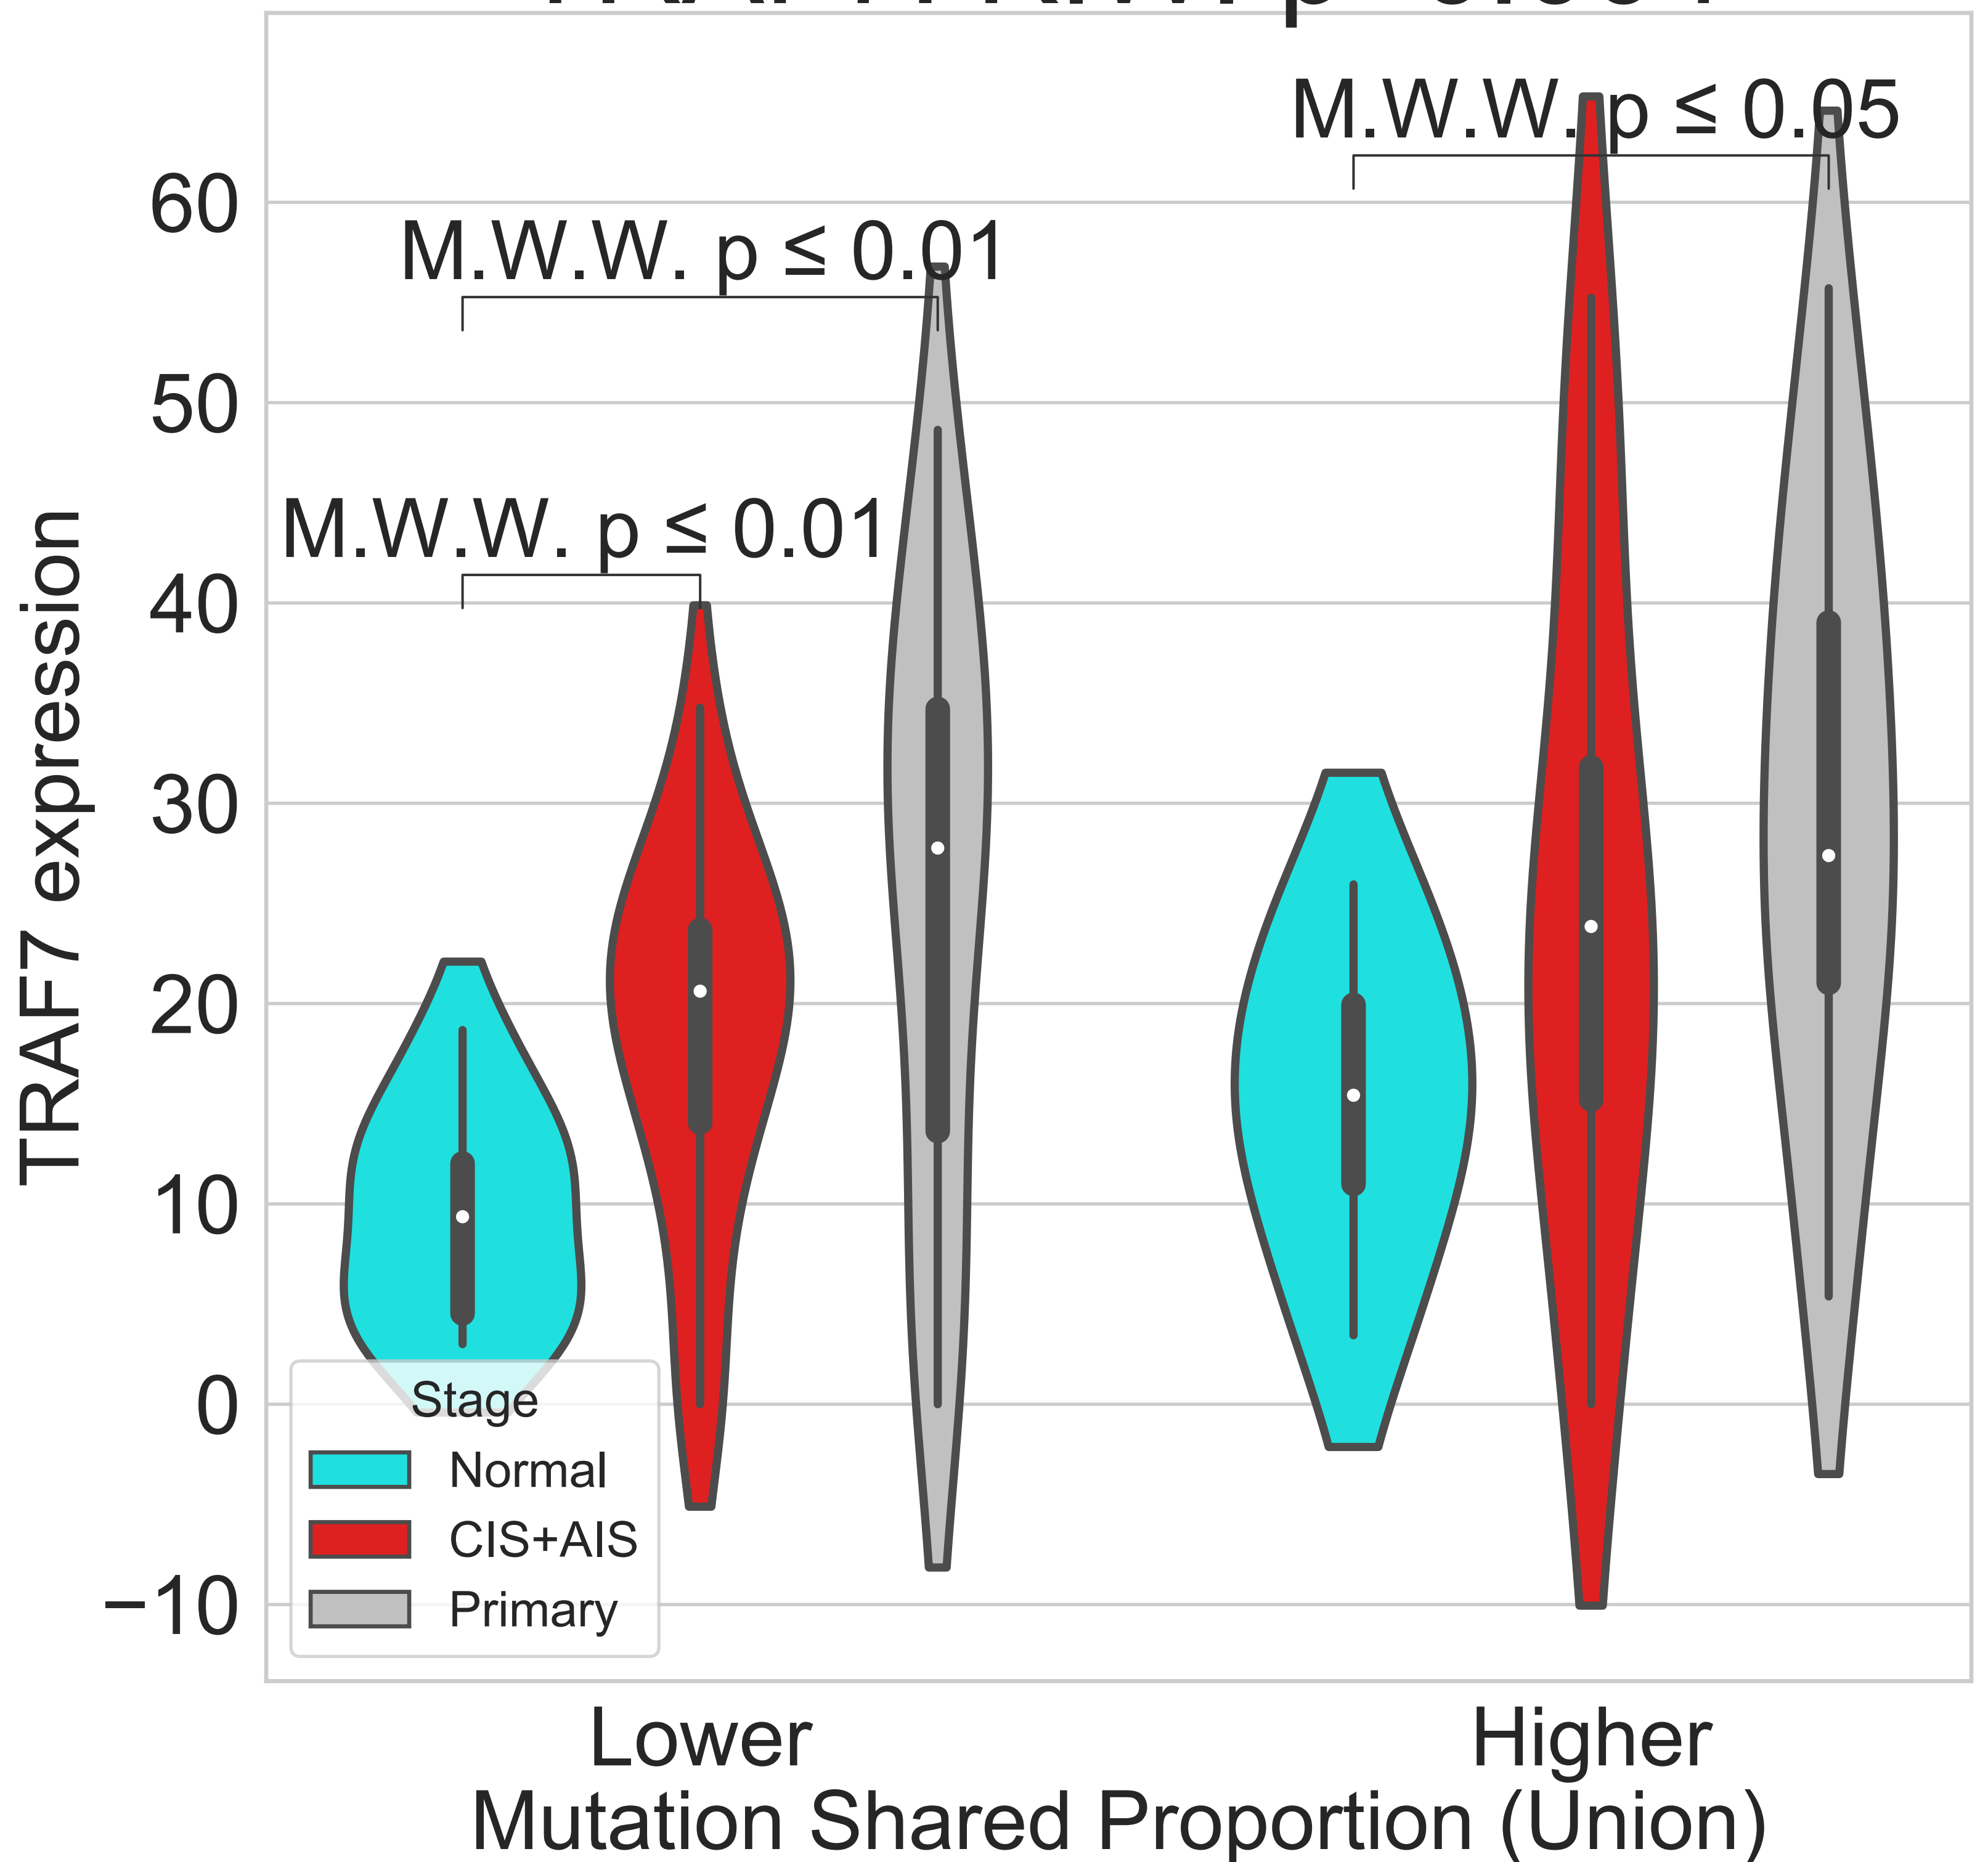 M.W.W. p ≤ 0.05
M.W.W. p ≤ 0.01
M.W.W. p ≤ 0.01
TRAF7 expression
60
50
40
30
20
10
0
−10
Stage
Normal
CIS+AIS
Primary
Lower
Higher
Mutation Shared Proportion (Union)